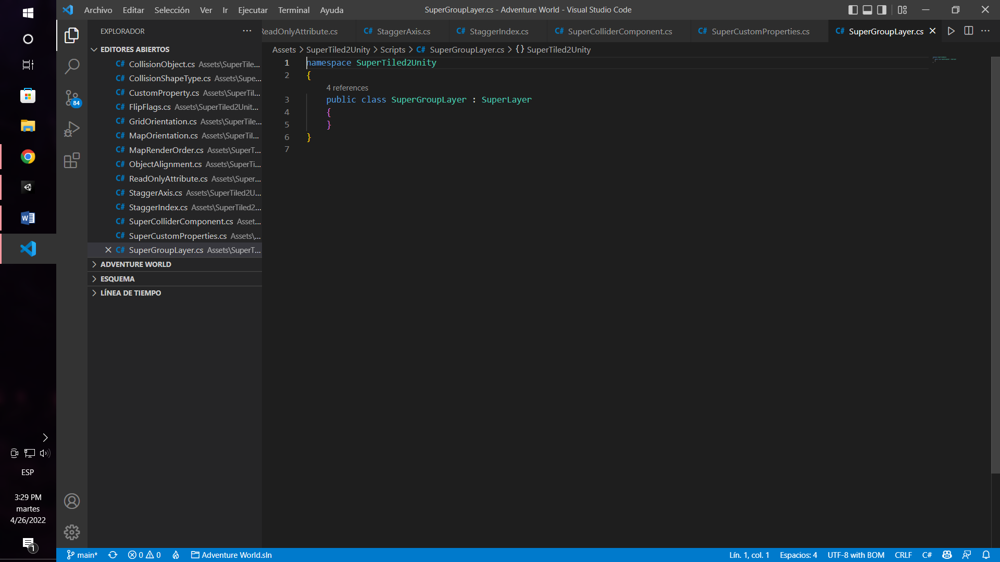 Archivo Editar Selección Ver Ir Ejecutar Terminal Ayuda
SuperGroupLayer.cs - Adventure World - Visual Studio Code
EXPLORADOR
EDITORES ABIERTOS
C# CollisionObject.cs Assets\SuperTile...
C# CollisionShapeType.cs Assets\Supe...
C# CustomProperty.cs Assets\SuperTil...
C# FlipFlags.cs Assets\SuperTiled2Unit...
C# GridOrientation.cs Assets\SuperTile...
C# MapOrientation.cs Assets\SuperTil...
C# MapRenderOrder.cs Assets\SuperT...
C# ObjectAlignment.cs Assets\SuperTi...
C# ReadOnlyAttribute.cs Assets\Super...
C# StaggerAxis.cs Assets\SuperTiled2U...
C# StaggerIndex.cs Assets\SuperTiled2...
C# SuperColliderComponent.cs Asset...
C# SuperCustomProperties.cs Assets\...
C# SuperGroupLayer.cs Assets\SuperT...
ADVENTURE WORLD
ESQUEMA
LÍNEA DE TIEMPO
84
ReadOnlyAttribute.cs C# StaggerAxis.cs C# StaggerIndex.cs C# SuperColliderComponent.cs C# SuperCustomProperties.cs C# SuperGroupLayer.cs
Assets > SuperTiled2Unity > Scripts > C# SuperGroupLayer.cs > {} SuperTiled2Unity
1 namespace SuperTiled2Unity
2 {
4 references
3 public class SuperGroupLayer : SuperLayer
4 {
5 }
6 }
7
ESP
3:29 PM
martes
4/26/2022
1
main* 0 0 Adventure World.sln
Lín. 1, col. 1 Espacios: 4 UTF-8 with BOM CRLF C#